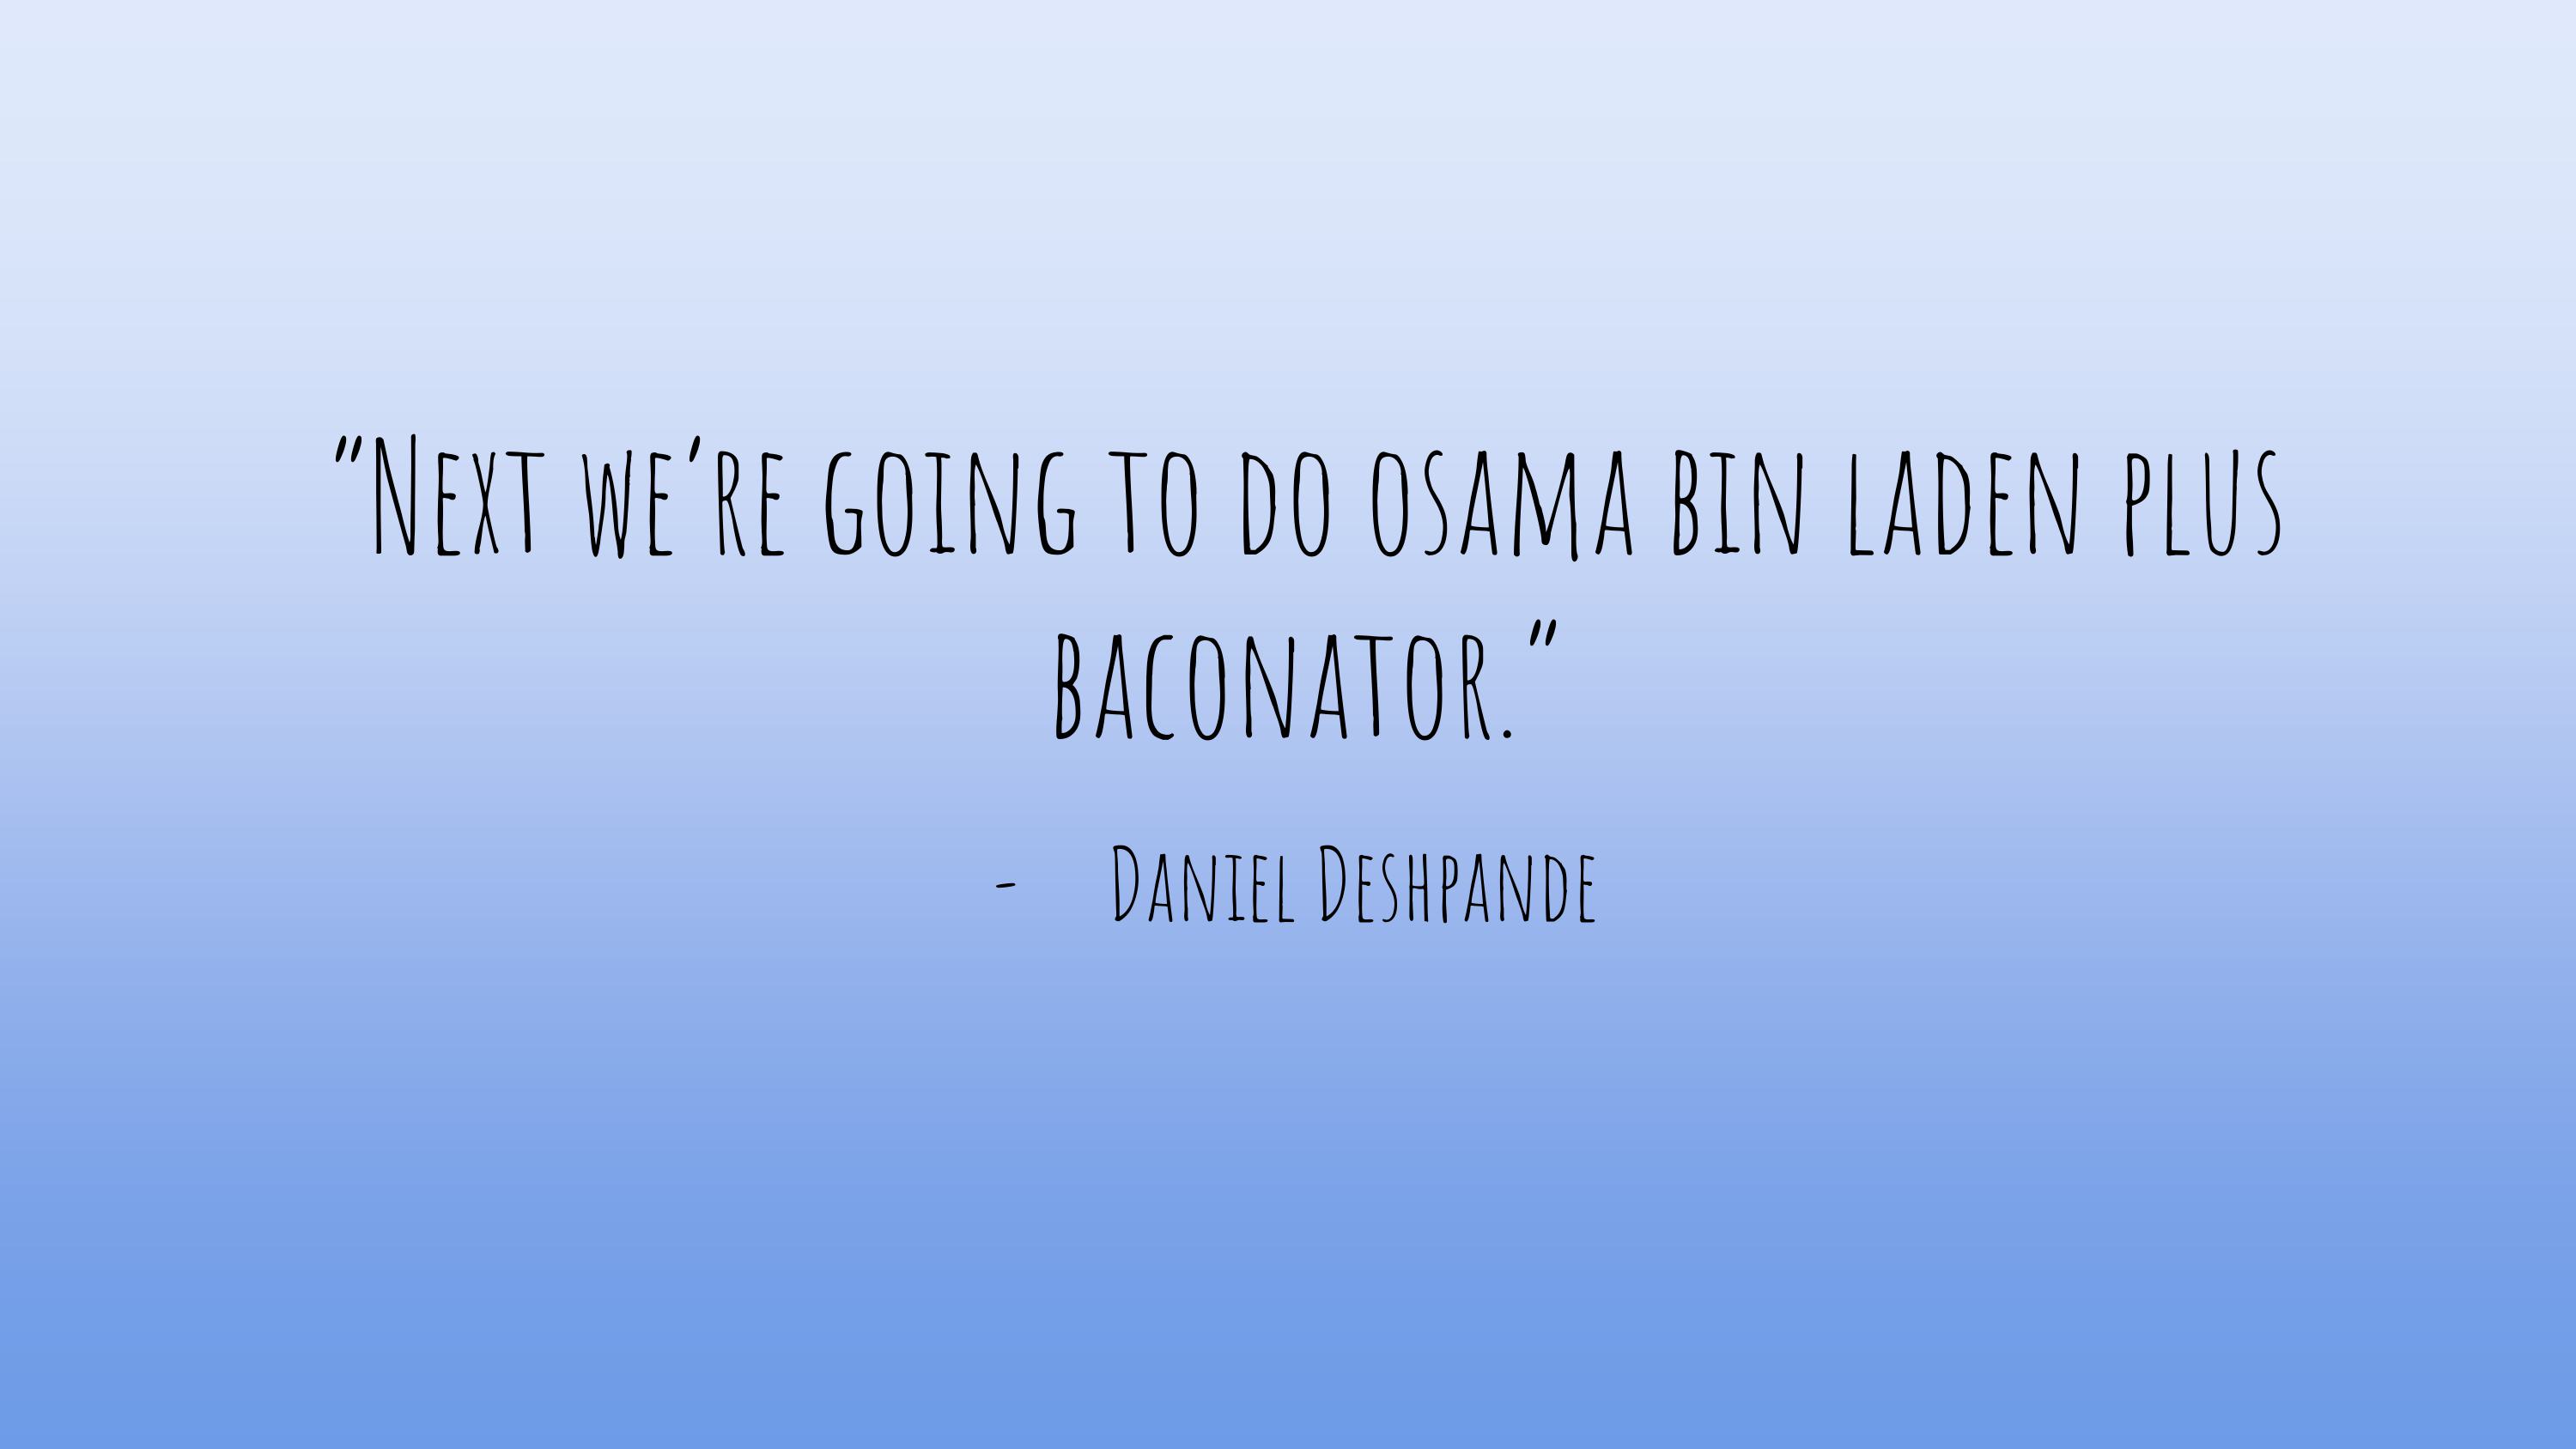 “Next we’re going to do osama bin laden plus
baconator.”
- Daniel Deshpande